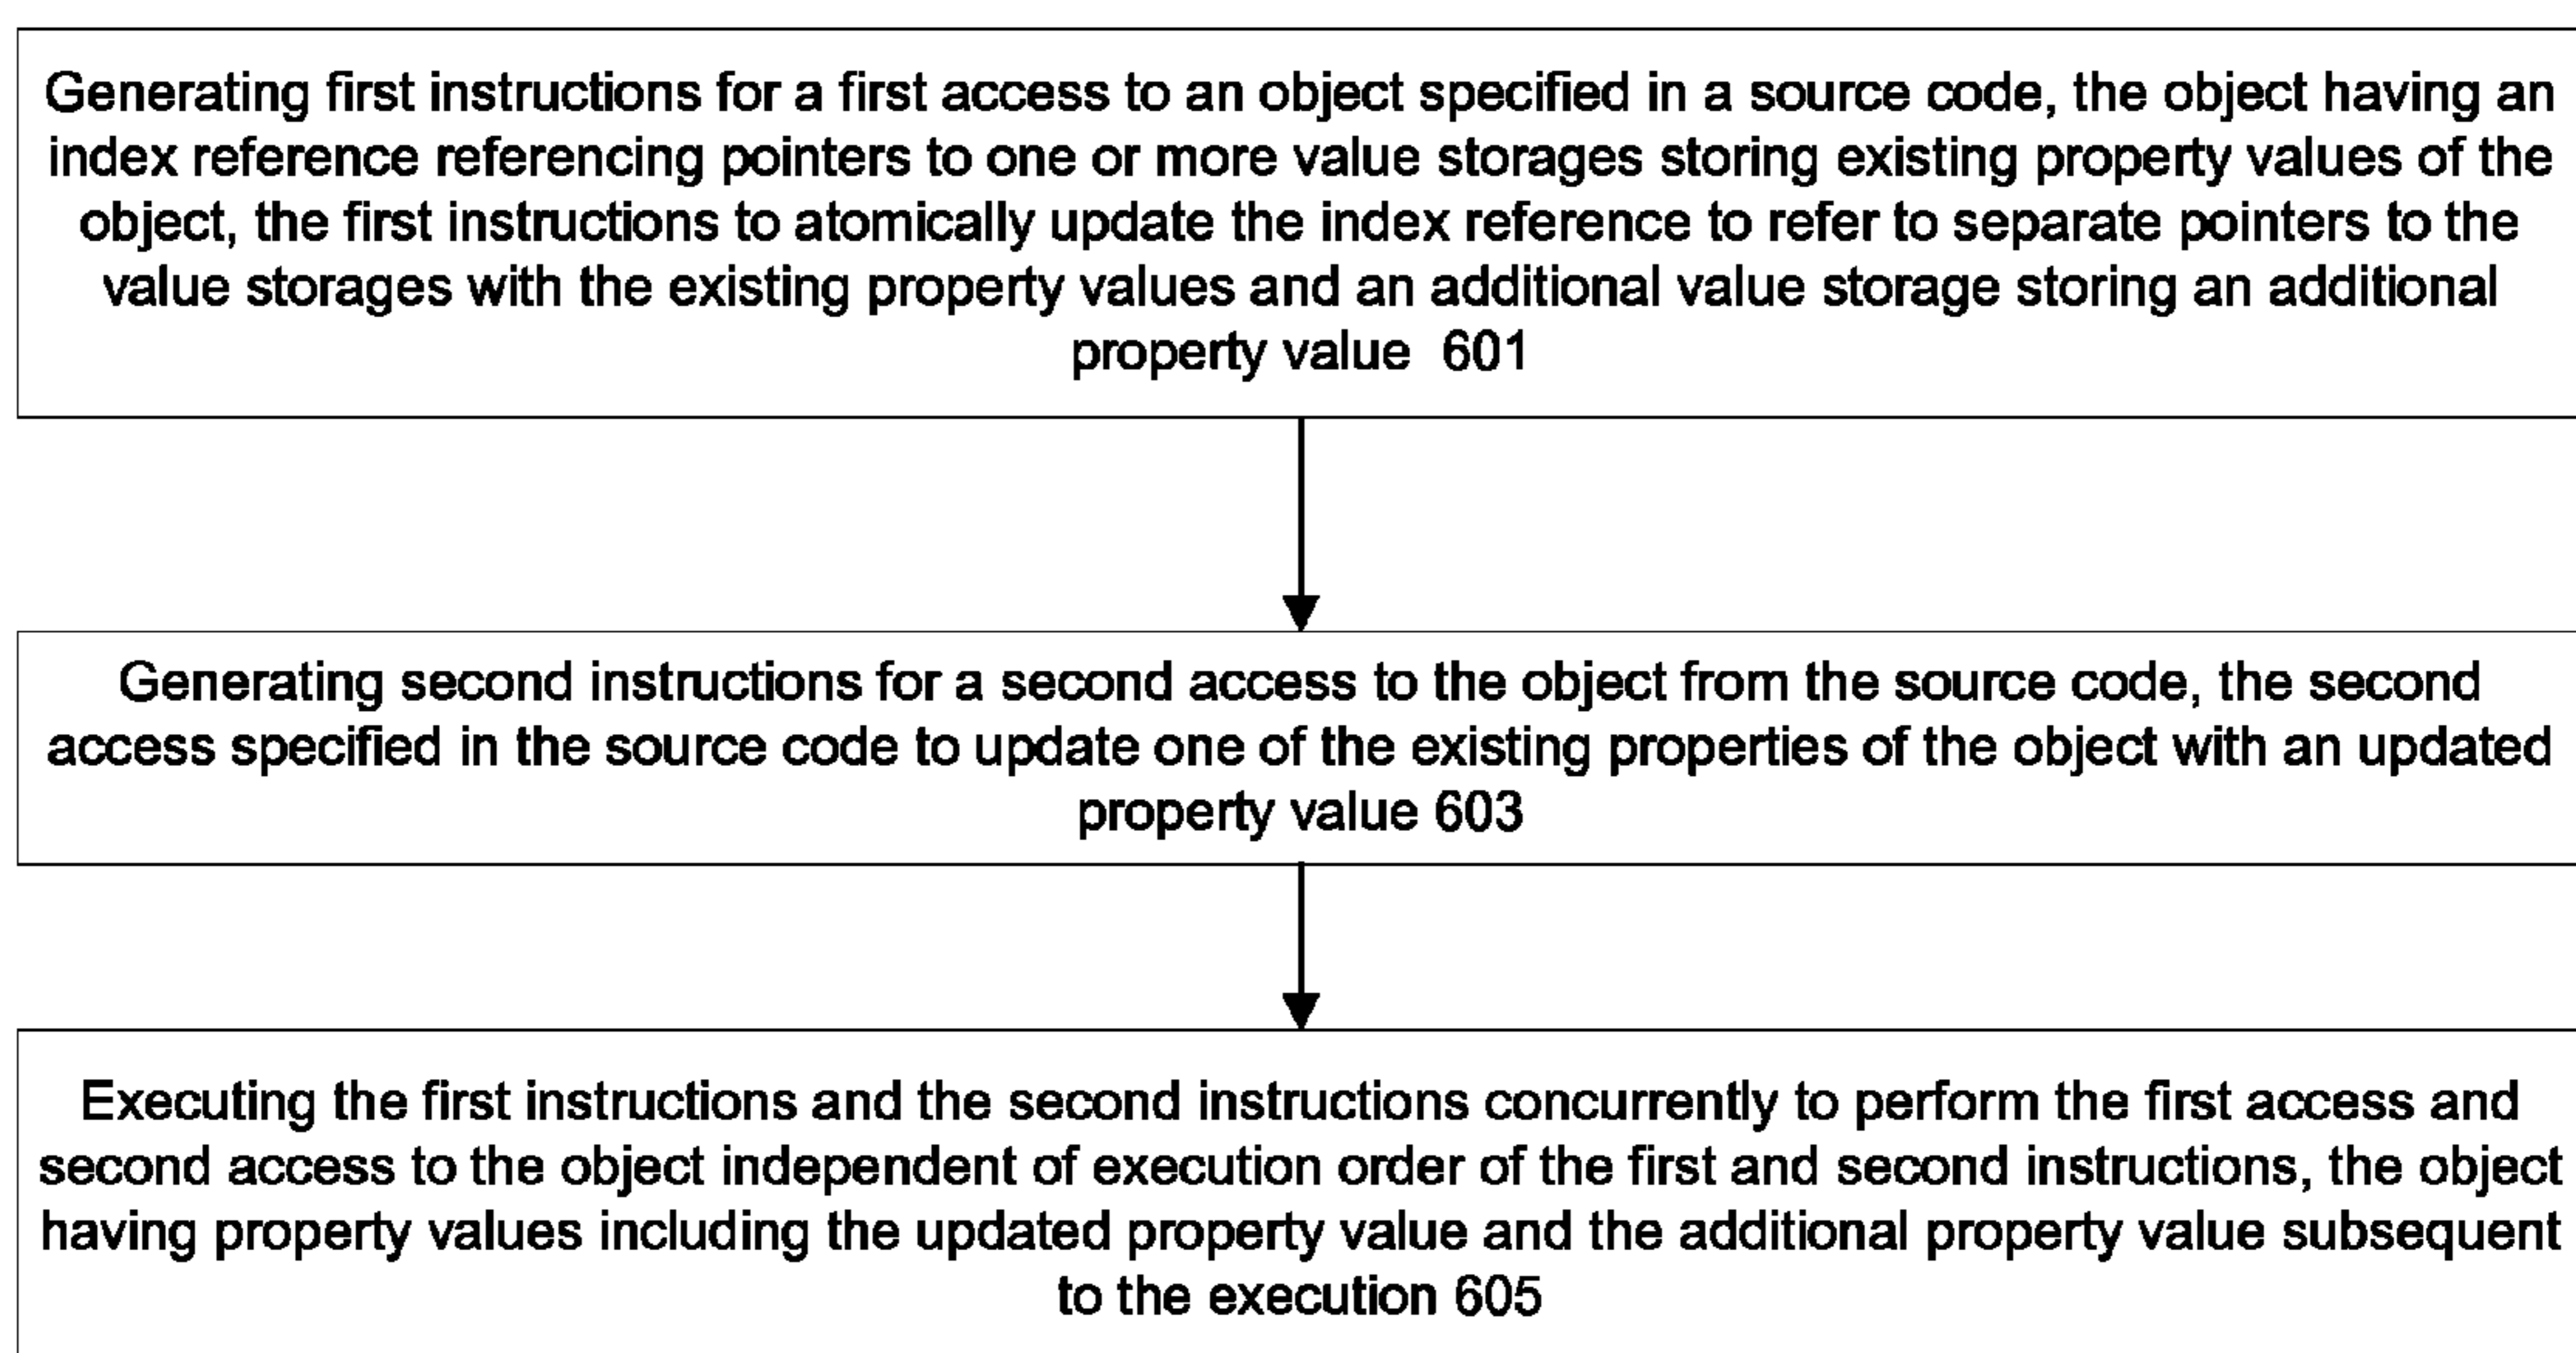 Generating first instructions for a first access to an object specified in a source code, the object having an
index reference referencing pointers to one or more value storages storing existing property values of the
object, the first instructions to atomically update the index reference to refer to separate pointers to the
value storages with the existing property values and an additional value storage storing an additional
property value 601
Generating second instructions for a second access to the object from the source code, the second
access specified in the source code to update one of the existing properties of the object with an updated
property value 603
Executing the first instructions and the second instructions concurrently to perform the first access and
second access to the object independent of execution order of the first and second instructions, the object
having property values including the updated property value and the additional property value subsequent
to the execution 605